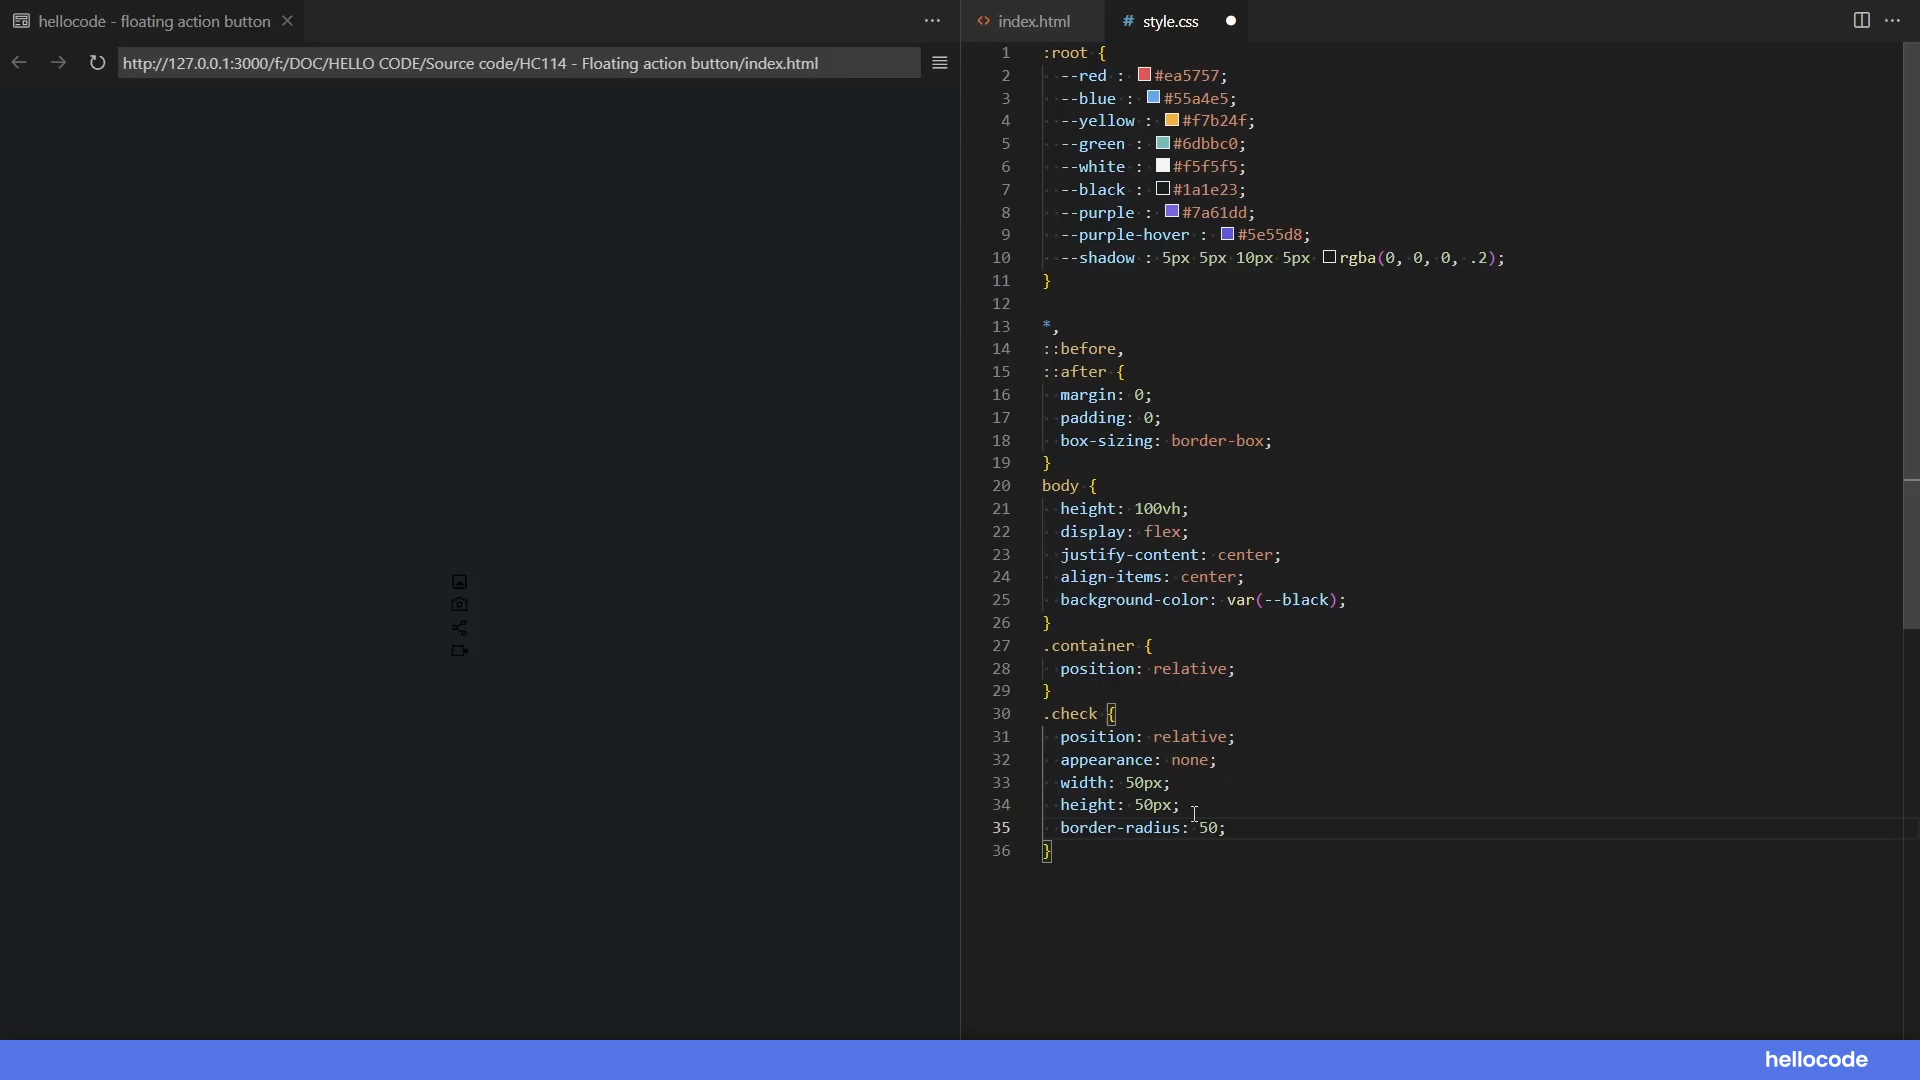 hellocode - floating action button
http://127.0.0.1:3000/f:/DOC/HELLO CODE/Source code/HC114 - Floating action button/index.html
index.html
# style.css
1 :root {
2 --red : #ea5757;
3 --blue : #55a4e5;
4 --yellow : #f7b24f;
5 --green : #6dbbc0;
6 --white : #f5f5f5;
7 --black : #1a1e23;
8 --purple : #7a61dd;
9 --purple-hover : #5e55d8;
10 --shadow : 5px 5px 10px 5px rgba(0, 0, 0, .2);
11 }
12
13 *,
14 ::before,
15 ::after {
16 margin: 0;
17 padding: 0;
18 box-sizing: border-box;
19 }
20 body {
21 height: 100vh;
22 display: flex;
23 justify-content: center;
24 align-items: center;
25 background-color: var(--black);
26 }
27 .container {
28 position: relative;
29 }
30 .check {
31 position: relative;
32 appearance: none;
33 width: 50px;
34 height: 50px;
35 border-radius: 50;
36 }
hellocode